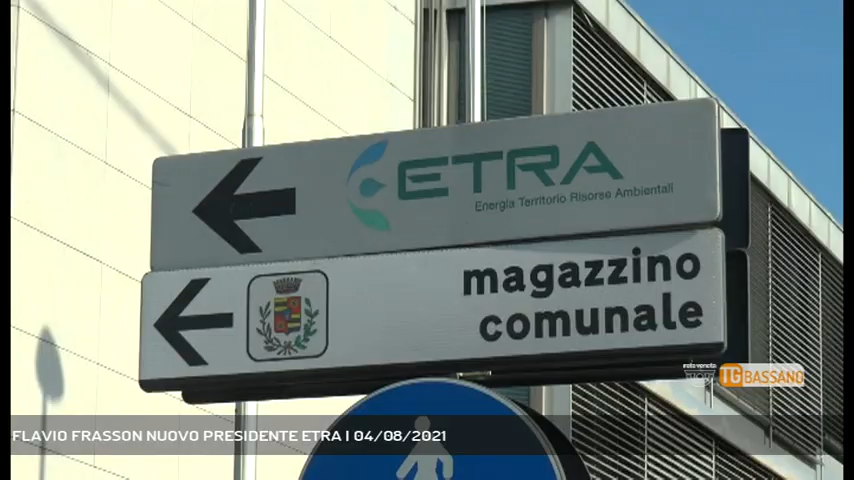 ETRA
Energia Territorio Risorse Ambientali
magazzino
comunale
TG BASSANO
FLAVIO FRASSON NUOVO PRESIDENTE ETRA | 04/08/2021